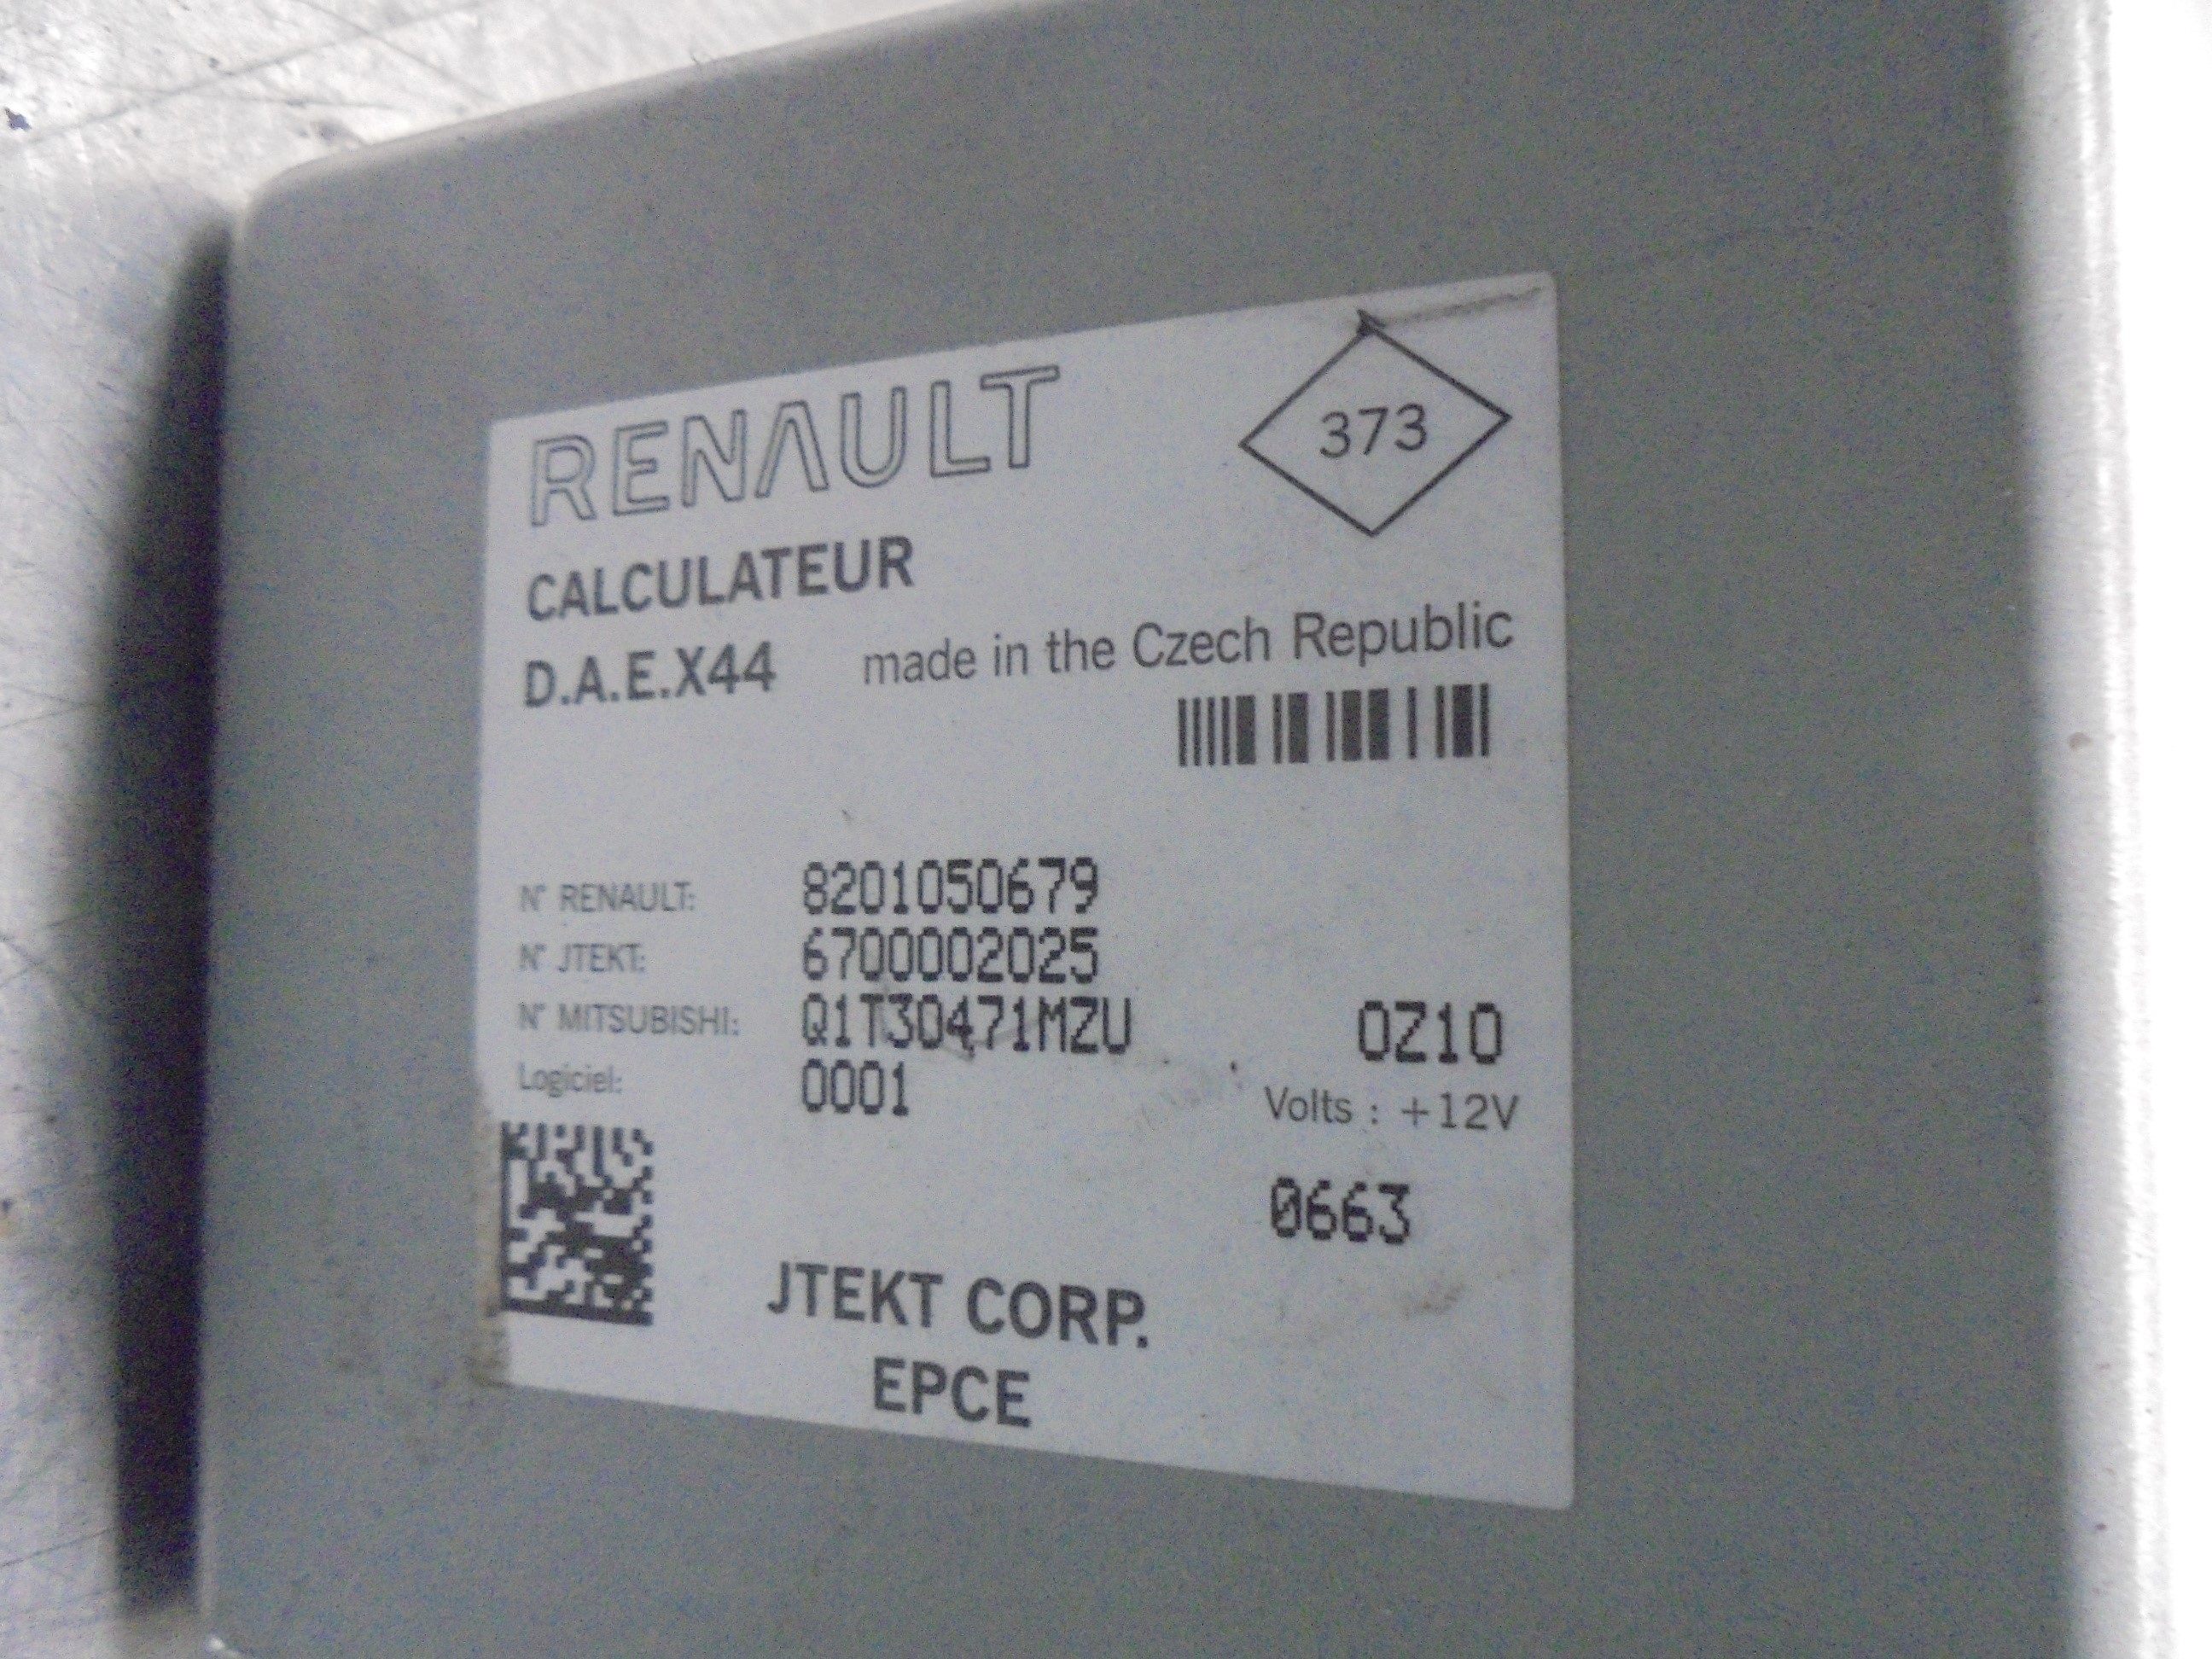 RENAULT
373
CALCULATEUR
D.A.E.X44 made in the Czech Republic
N° RENAULT: 8201050679
N° JTEKT: 6700002025
N° MITSUBISHI: Q1T30471MZU 0Z10
Logiciel: 0001
Volts : +12V
0663
JTEKT CORP.
EPCE